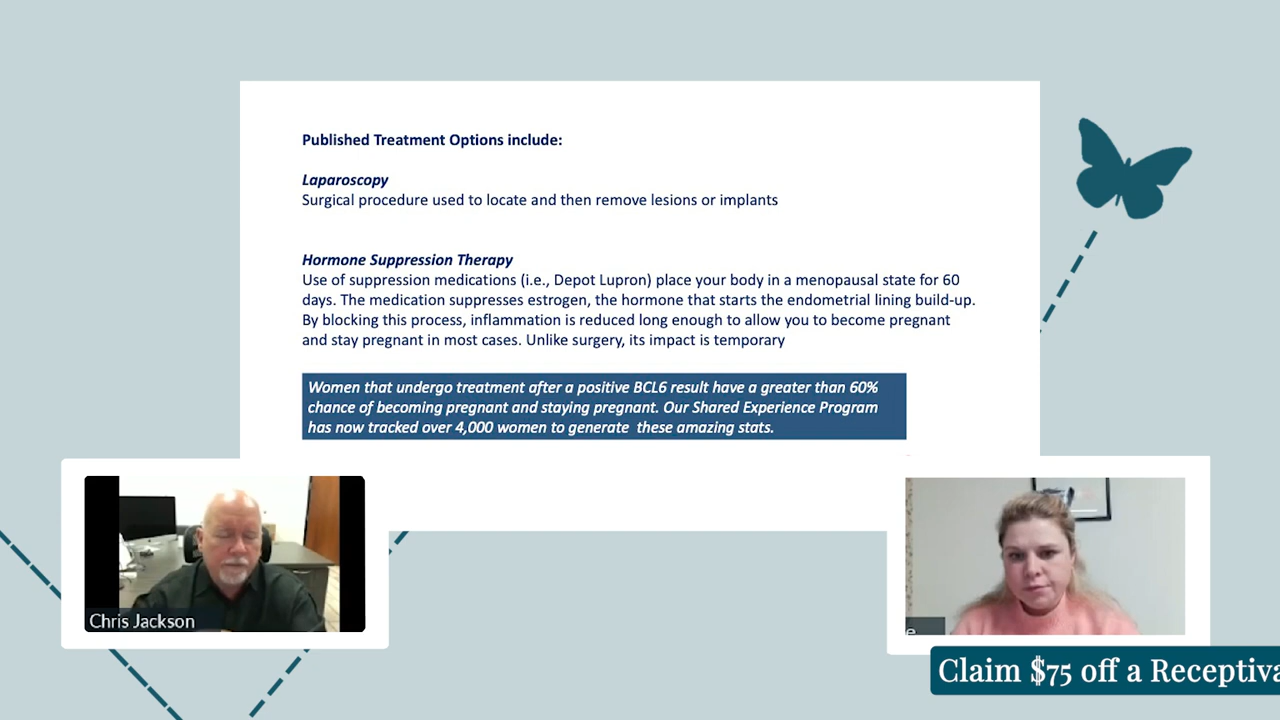 Published Treatment Options include:
Laparoscopy
Surgical procedure used to locate and then remove lesions or implants
Hormone Suppression Therapy
Use of suppression medications (i.e., Depot Lupron) place your body in a menopausal state for 60
days. The medication suppresses estrogen, the hormone that starts the endometrial lining build-up.
By blocking this process, inflammation is reduced long enough to allow you to become pregnant
and stay pregnant in most cases. Unlike surgery, its impact is temporary
Women that undergo treatment after a positive BCL6 result have a greater than 60%
chance of becoming pregnant and staying pregnant. Our Shared Experience Program
has now tracked over 4,000 women to generate these amazing stats.
Chris Jackson
Claim $75 off a